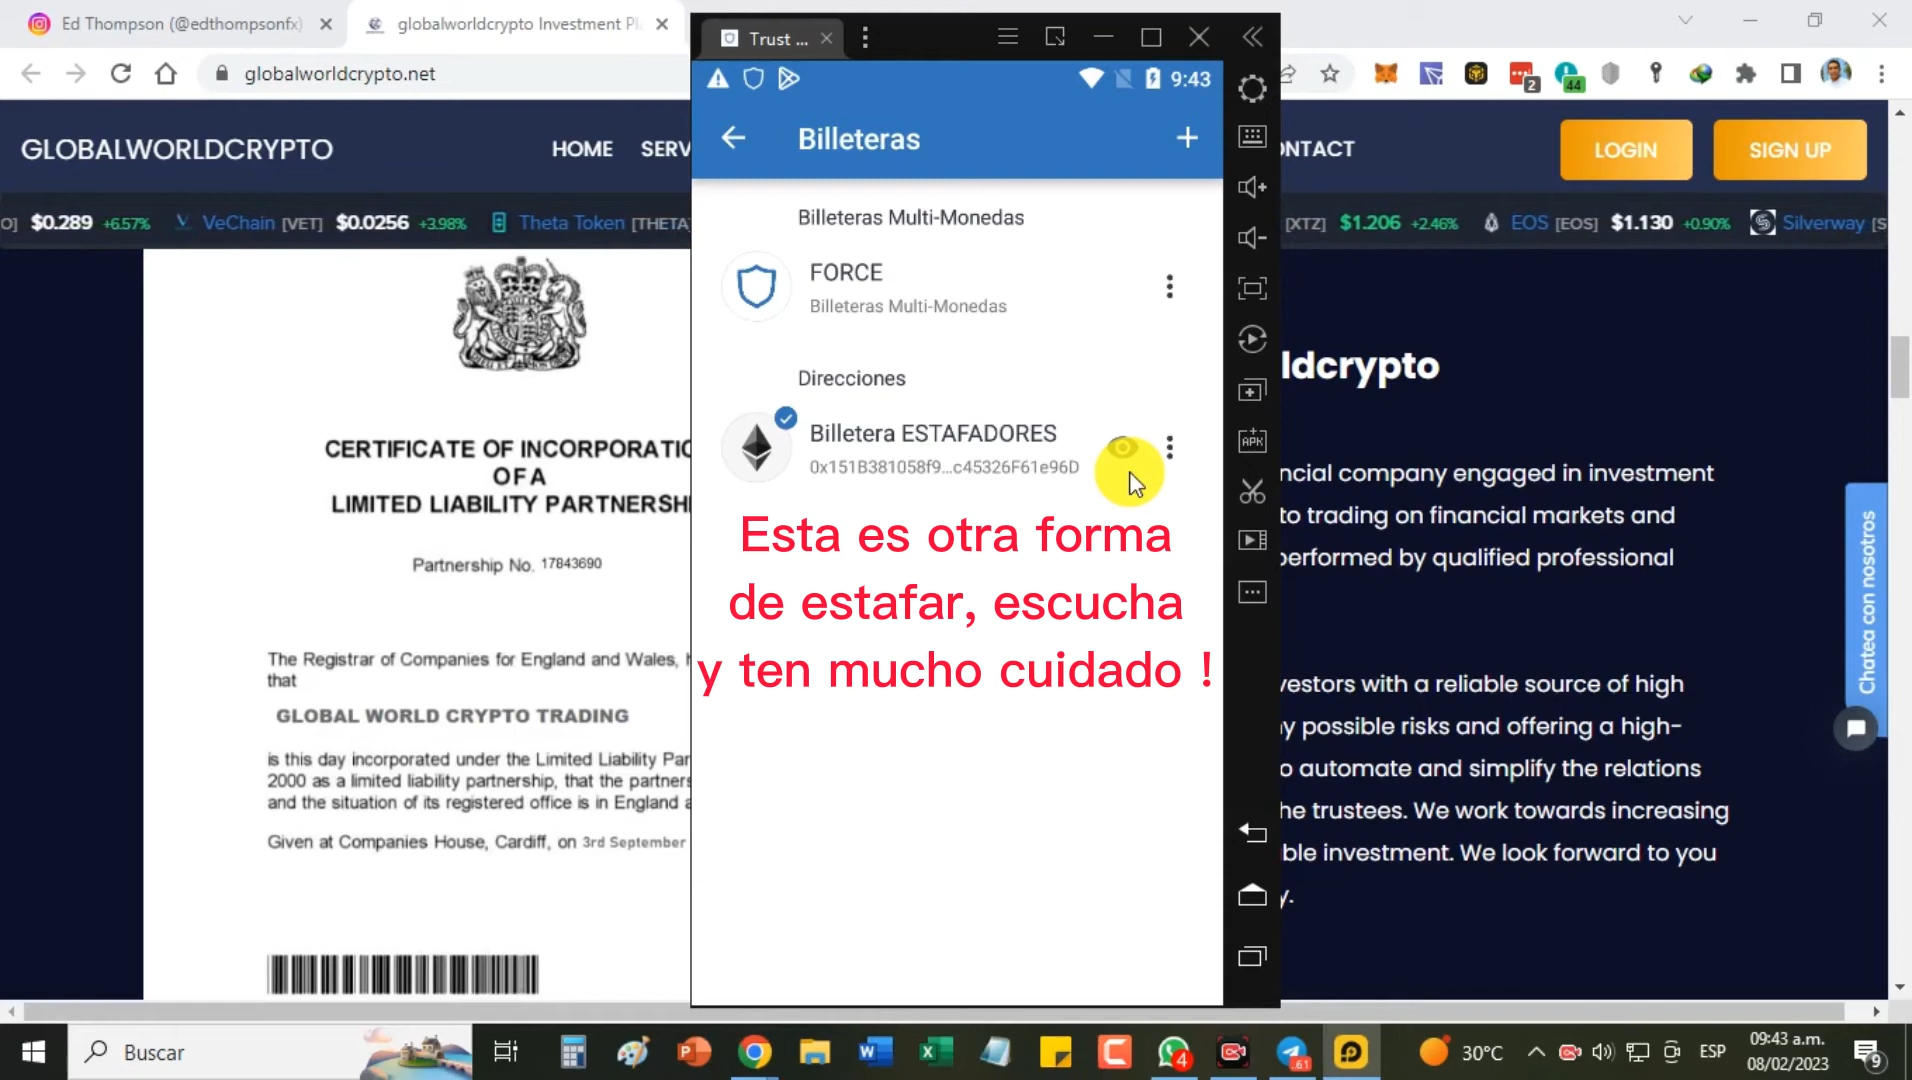 Ed Thompson (@edthompsonfx)
globalworldcrypto Investment Pl
globalworldcrypto.net
2
44
GLOBALWORLDCRYPTO
HOME
SERV
ONTACT
LOGIN
SIGN UP
O] $0.289 +6.57%
VeChain [VET] $0.0256 +3.98%
Theta Token [THETA
[XTZ] $1.206 +2.46%
EOS [EOS] $1.130 +0.90%
Silverway [S
CERTIFICATE OF INCORPORATIO
OF A
LIMITED LIABILITY PARTNERSH
Partnership No. 17843690
The Registrar of Companies for England and Wales,
that
GLOBAL WORLD CRYPTO TRADING
is this day incorporated under the Limited Liability Par
2000 as a limited liability partnership, that the partners
and the situation of its registered office is in England
Given at Companies House, Cardiff, on 3rd September
Trust ...
9:43
Billeteras
Billeteras Multi-Monedas
FORCE
Billeteras Multi-Monedas
Direcciones
Billetera ESTAFADORES
0x151B381058f9...c45326F61e96D
Esta es otra forma
de estafar, escucha
y ten mucho cuidado !
APK
ldcrypto
ncial company engaged in investment
to trading on financial markets and
performed by qualified professional
vestors with a reliable source of high
y possible risks and offering a high-
o automate and simplify the relations
he trustees. We work towards increasing
ble investment. We look forward to you
y.
Chatea con nosotros
Buscar
4
61
30°C
ESP
09:43 a.m.
08/02/2023
9